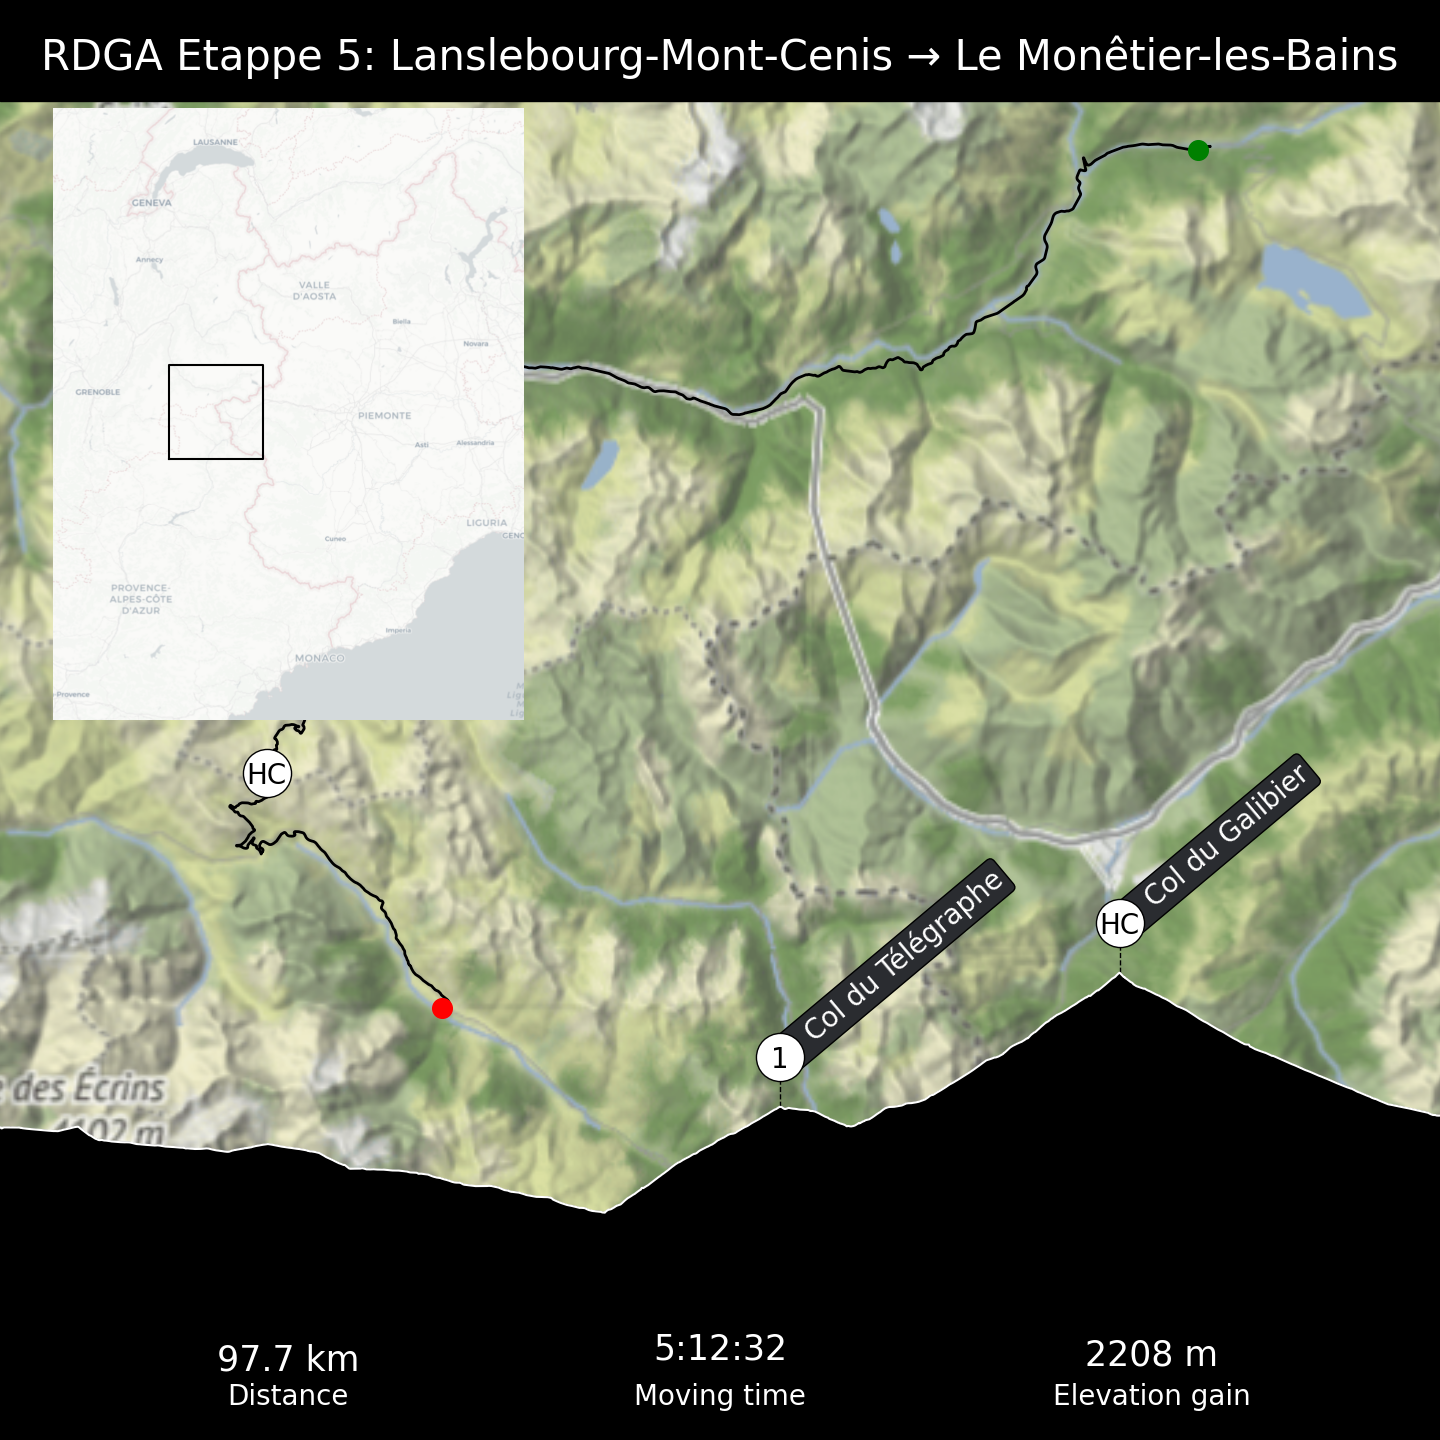 RDGA Etappe 5: Lanslebourg-Mont-Cenis → Le Monêtier-les-Bains
LAUSANNE
GENEVA
Annecy
VALLE
D'AOSTA
Biella
Novara
GRENOBLE
PIEMONTE
Asti
Alessandria
LIGURIA
GENO
Cuneo
PROVENCE-
ALPES-CÔTE
D'AZUR
Imperia
MONACO
Provence
HC
Col du Galibier
HC
Col du Télégraphe
1
e des Écrins
4102 m
97.7 km
Distance
5:12:32
Moving time
2208 m
Elevation gain